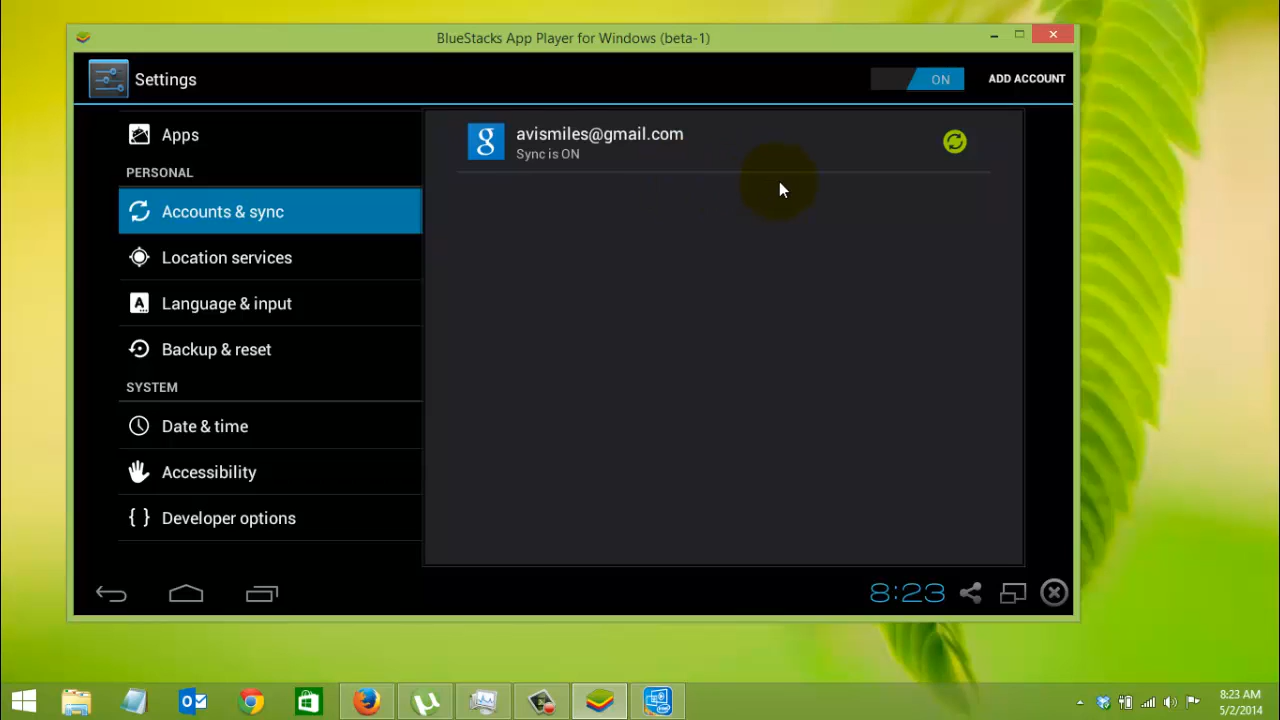 BlueStacks App Player for Windows (beta-1)
Settings
ON
ADD ACCOUNT
Apps
PERSONAL
Accounts & sync
Location services
Language & input
Backup & reset
SYSTEM
Date & time
Accessibility
Developer options
avismiles@gmail.com
Sync is ON
8:23
8:23 AM
5/2/2014